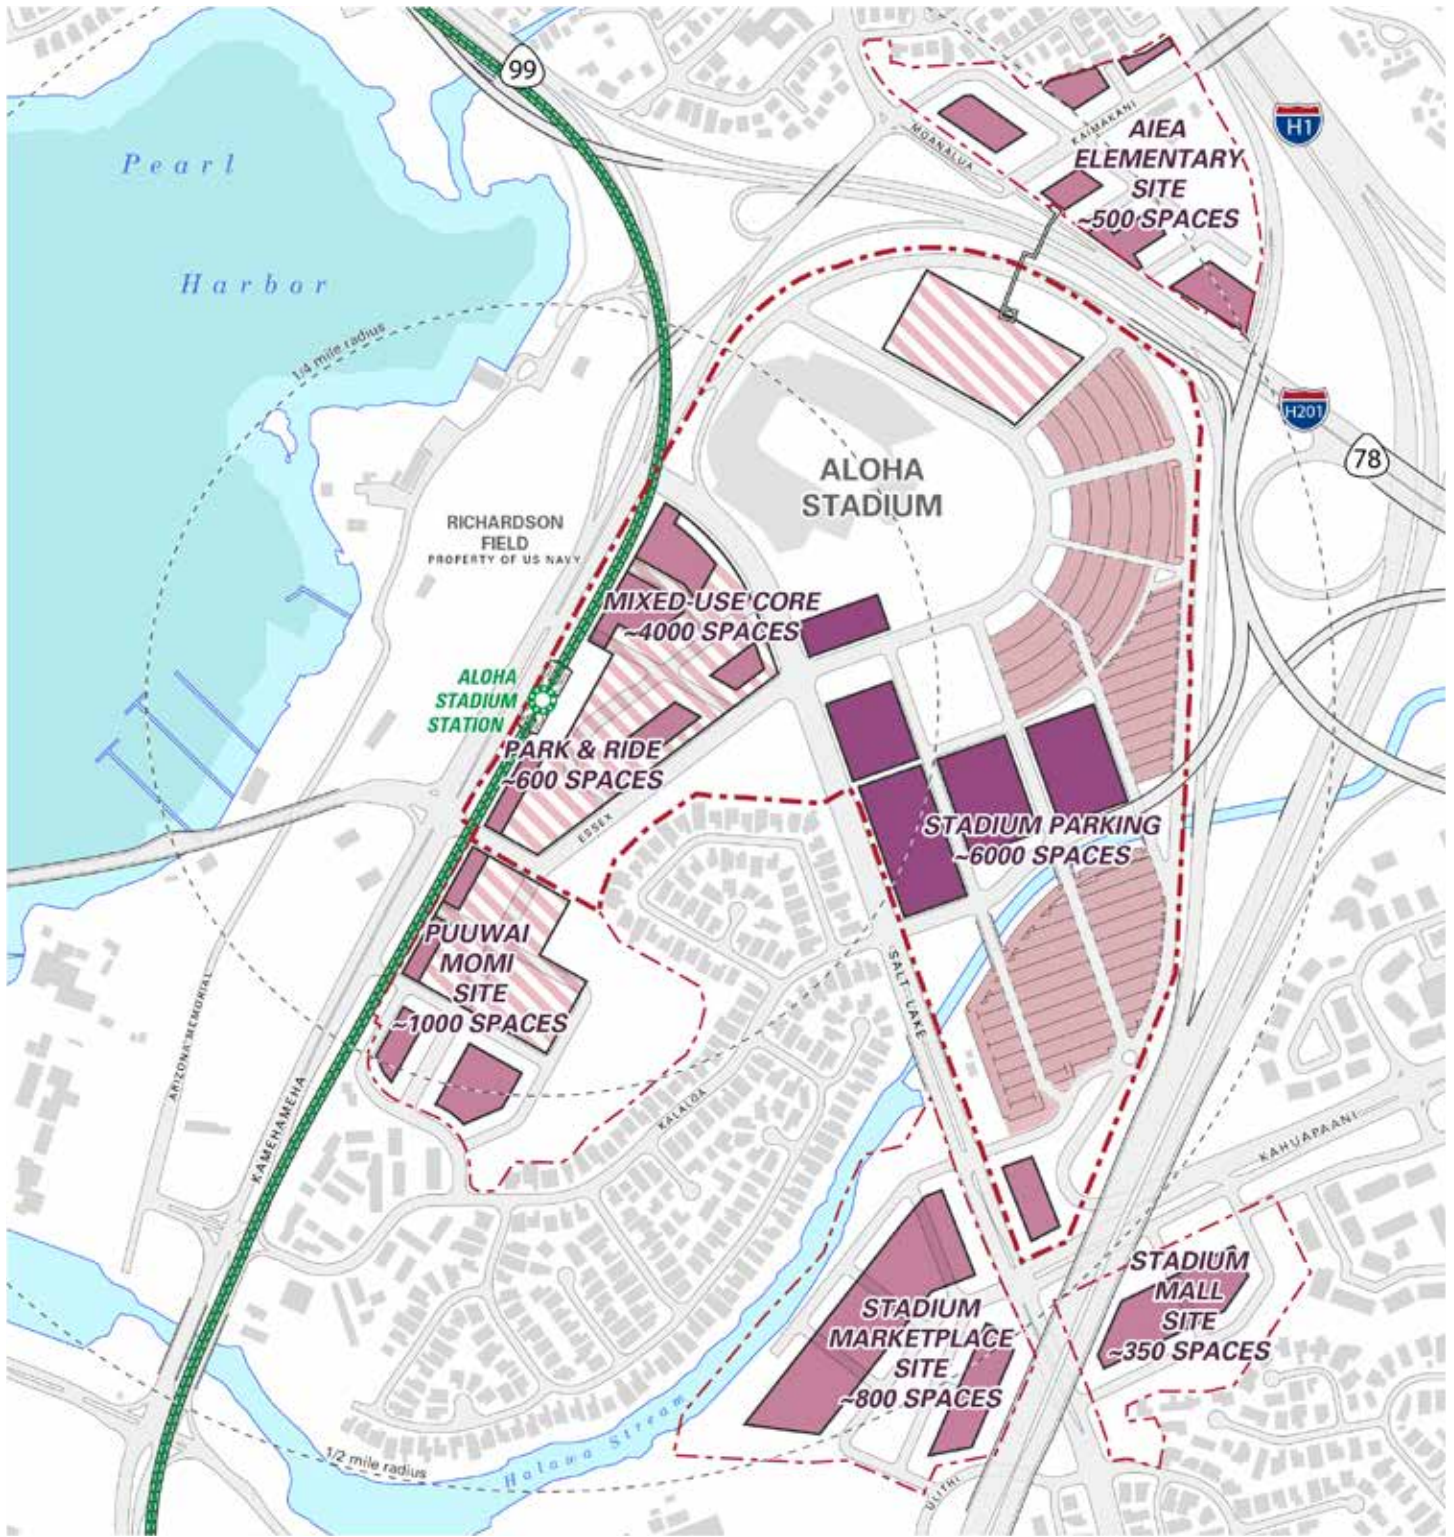 99
H1
Pearl
Harbor
MOANALUA
KAIMAKANI
AIEA
ELEMENTARY
SITE
~500 SPACES
1/4 mile radius
H201
78
ALOHA
STADIUM
RICHARDSON
FIELD
PROPERTY OF US NAVY
MIXED-USE CORE
~4000 SPACES
ALOHA
STADIUM
STATION
PARK & RIDE
~600 SPACES
ESSEX
STADIUM PARKING
~6000 SPACES
PUUWAI
MOMI
SITE
~1000 SPACES
SALT LAKE
ARIZONA MEMORIAL
KAMEHAMEHA
KALALOA
KAHUAPAANI
STADIUM
MALL
SITE
~350 SPACES
STADIUM
MARKETPLACE
SITE
~800 SPACES
Halawa Stream
1/2 mile radius
ULITHI